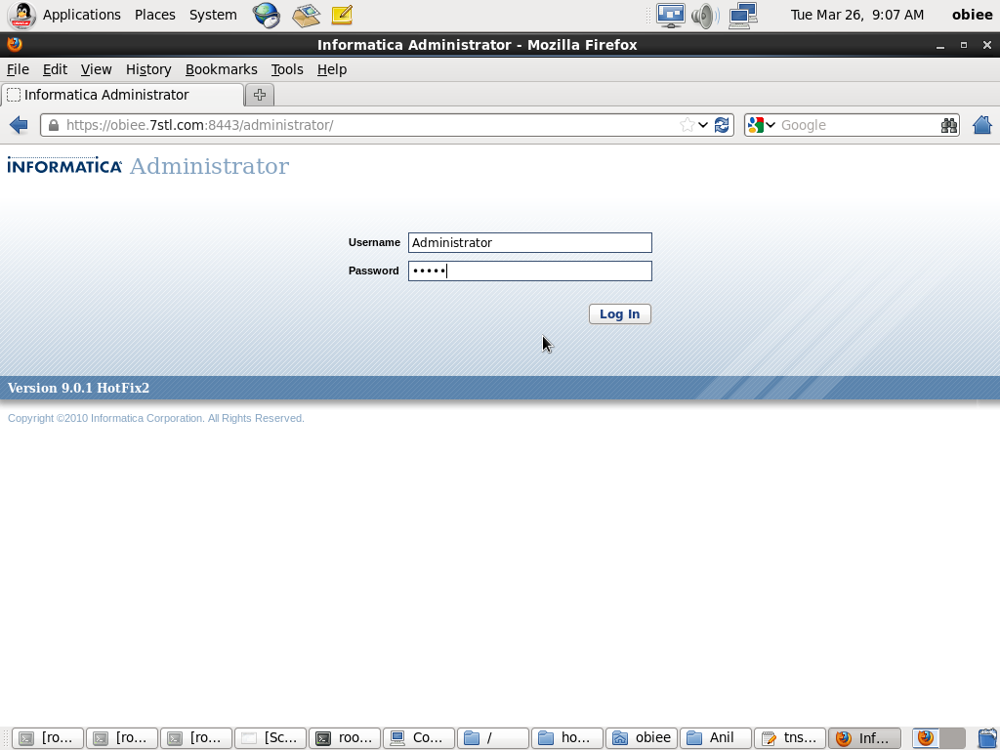 Applications Places System Tue Mar 26, 9:07 AM obiee
Informatica Administrator - Mozilla Firefox
File Edit View History Bookmarks Tools Help
Informatica Administrator
https://obiee.7stl.com:8443/administrator/ Google
INFORMATICA Administrator
Username Administrator
Password •••••
Log In
Version 9.0.1 HotFix2
Copyright ©2010 Informatica Corporation. All Rights Reserved.
[ro... [ro... [ro... [Sc... roo... Co... / ho... obiee Anil tns... Inf...